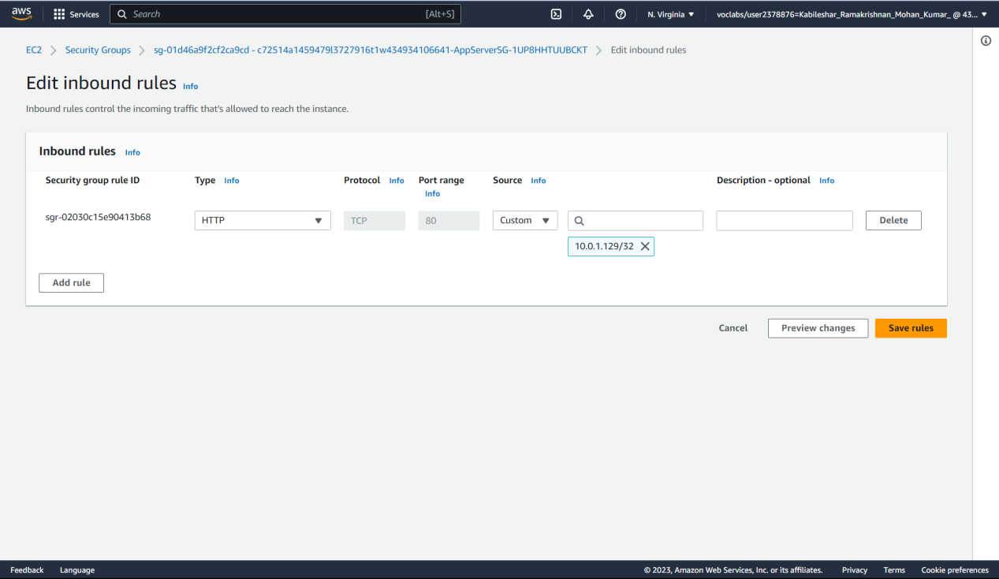 aws
Services
Search
[Alt+S]
N. Virginia
voclabs/user2378876=Kabileshar_Ramakrishnan_Mohan_Kumar_ @ 43...
EC2
Security Groups
sg-01d46a9f2cf2ca9cd - c72514a1459479l3727916t1w434934106641-AppServerSG-1UP8HHTUUBCKT
Edit inbound rules
Edit inbound rules Info
Inbound rules control the incoming traffic that's allowed to reach the instance.
Inbound rules Info
Security group rule ID
Type Info
Protocol Info
Port range
Info
Source Info
Description - optional Info
sgr-02030c15e90413b68
HTTP
TCP
80
Custom
10.0.1.129/32
Delete
Add rule
Cancel
Preview changes
Save rules
Feedback
Language
© 2023, Amazon Web Services, Inc. or its affiliates.
Privacy
Terms
Cookie preferences